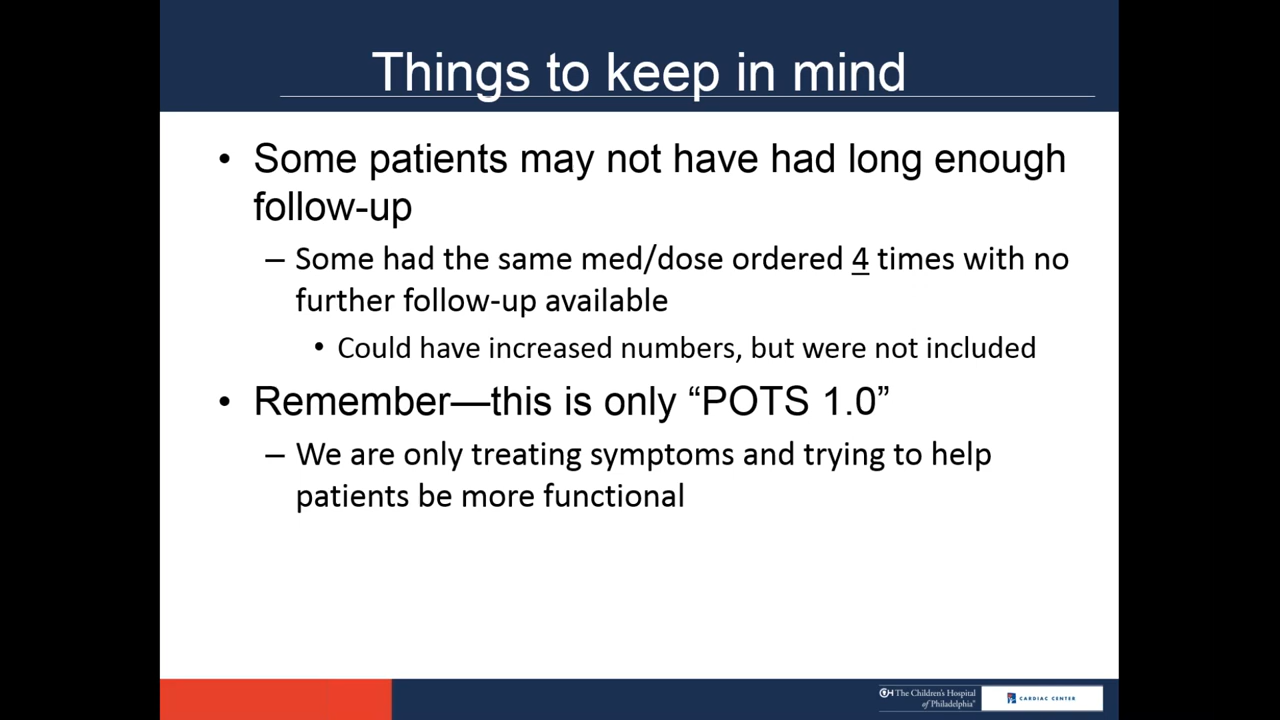 Things to keep in mind
• Some patients may not have had long enough
follow-up
– Some had the same med/dose ordered 4 times with no
further follow-up available
• Could have increased numbers, but were not included
• Remember—this is only “POTS 1.0”
– We are only treating symptoms and trying to help
patients be more functional
CH The Children's Hospital
of Philadelphia®
CARDIAC CENTER